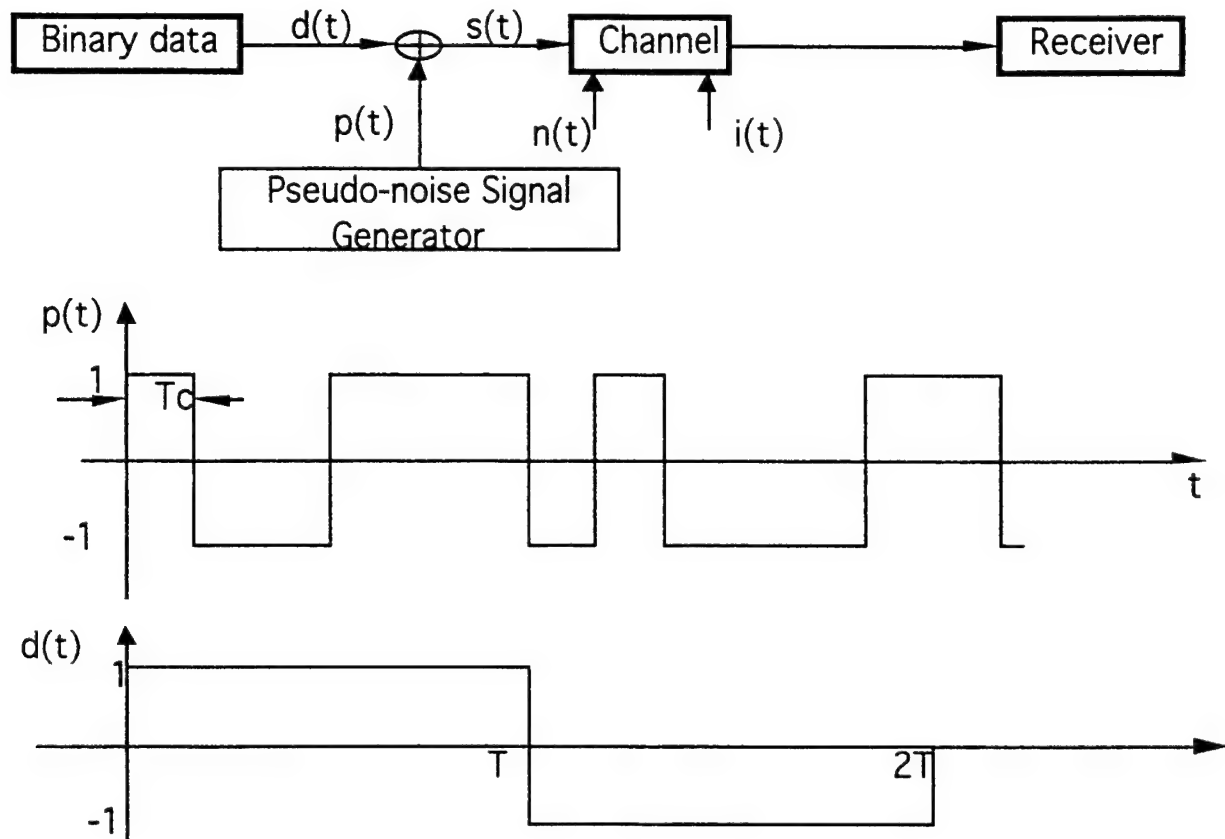 Binary data
d(t)
s(t)
Channel
Receiver
p(t)
n(t)
i(t)
Pseudo-noise Signal
Generator
p(t)
1
Tc
t
-1
d(t)
1
T
2T
-1